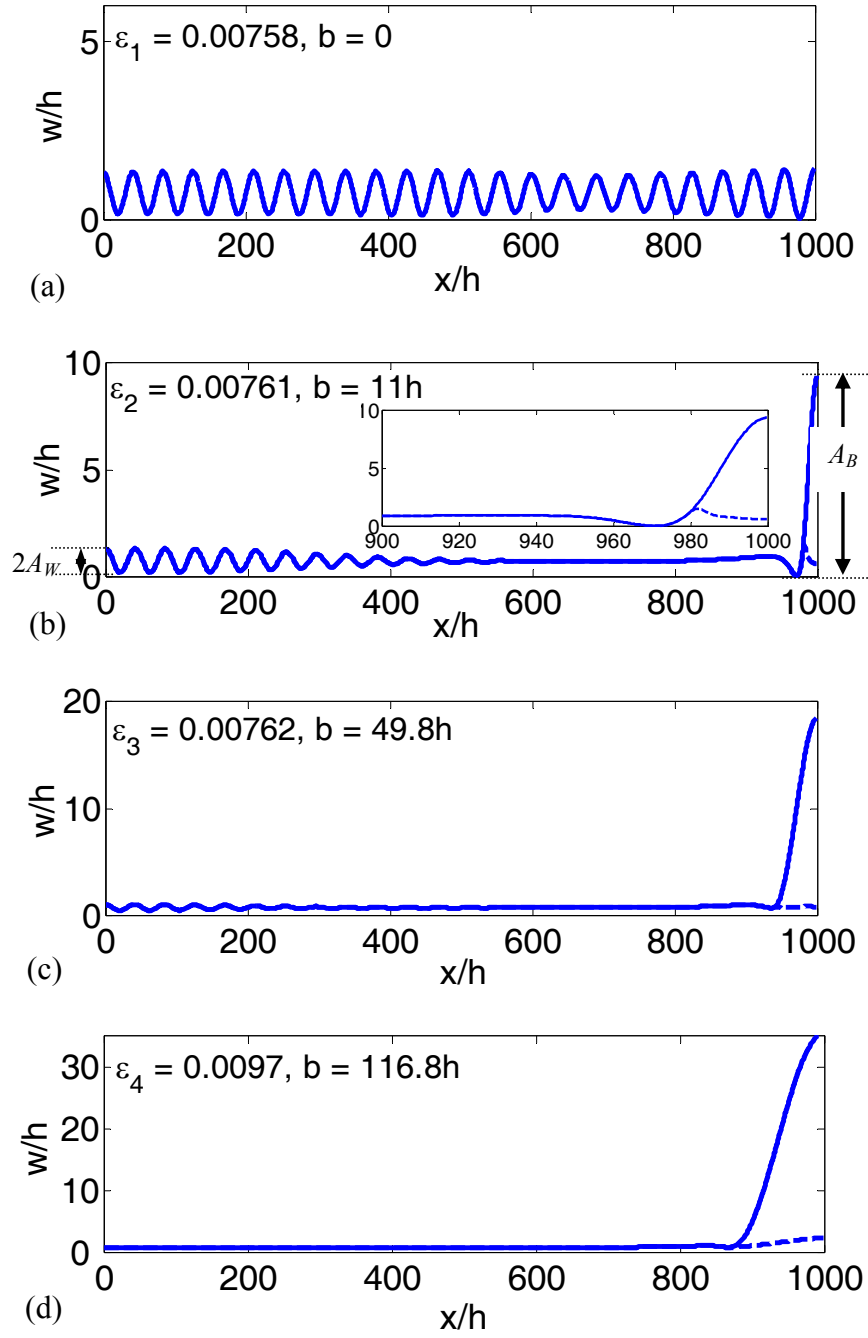 ε1 = 0.00758, b = 0
5
w/h
0
0 200 400 600 800 1000
x/h
(a)
10
ε2 = 0.00761, b = 11h
10
5
0
900 920 940 960 980 1000
w/h
5
AB
2AW
0
0 200 400 600 800 1000
x/h
(b)
20
ε3 = 0.00762, b = 49.8h
w/h
10
0
0 200 400 600 800 1000
x/h
(c)
ε4 = 0.0097, b = 116.8h
30
w/h
20
10
0
0 200 400 600 800 1000
x/h
(d)